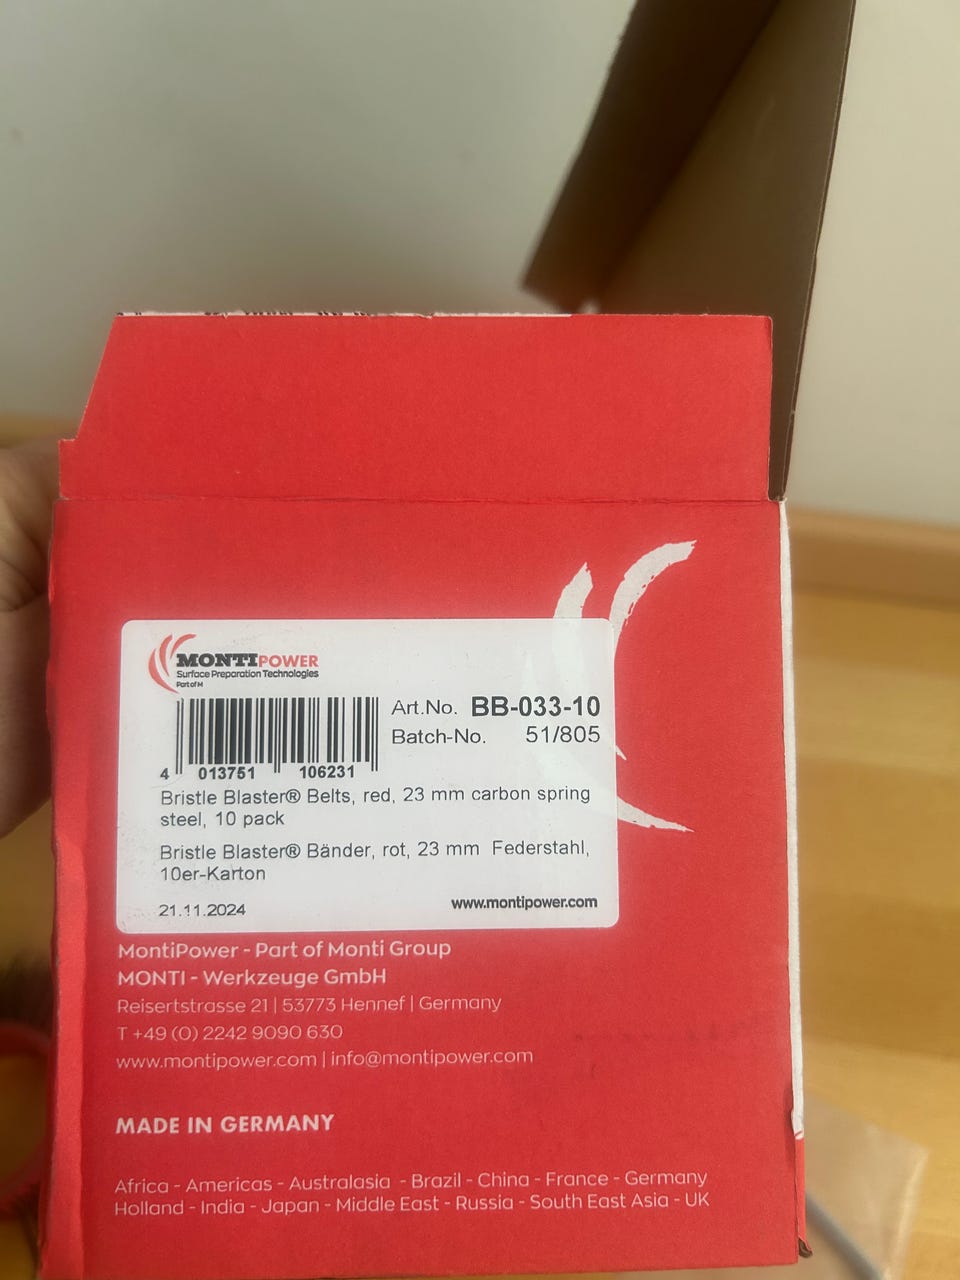 MONTIPOWER
Surface Preparation Technologies
Part of M
Art.No. BB-033-10
Batch-No. 51/805
4 013751 106231
Bristle Blaster® Belts, red, 23 mm carbon spring
steel, 10 pack
Bristle Blaster® Bänder, rot, 23 mm Federstahl,
10er-Karton
21.11.2024 www.montipower.com
MontiPower - Part of Monti Group
MONTI - Werkzeuge GmbH
Reisertstrasse 21 | 53773 Hennef | Germany
T +49 (0) 2242 9090 630
www.montipower.com | info@montipower.com
MADE IN GERMANY
Africa - Americas - Australasia - Brazil - China - France - Germany
Holland - India - Japan - Middle East - Russia - South East Asia - UK